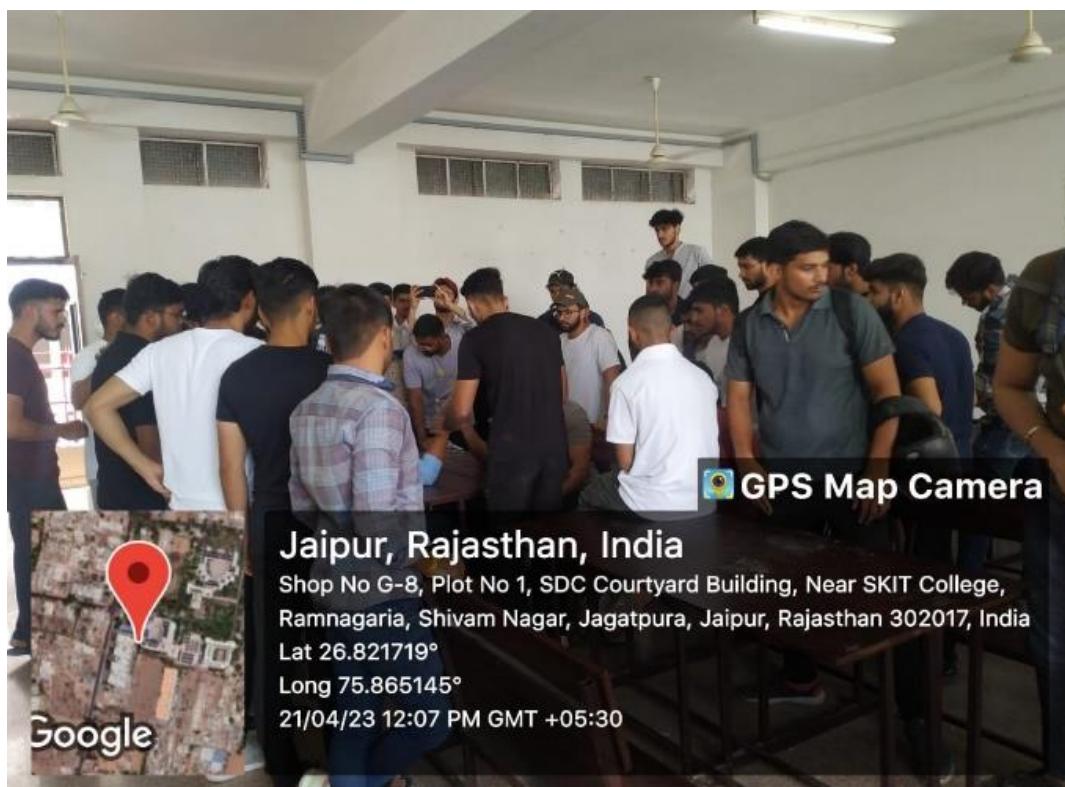 GPS Map Camera
Jaipur, Rajasthan, India
Shop No G-8, Plot No 1, SDC Courtyard Building, Near SKIT College,
Ramnagaria, Shivam Nagar, Jagatpura, Jaipur, Rajasthan 302017, India
Lat 26.821719°
Long 75.865145°
21/04/23 12:07 PM GMT +05:30
Google